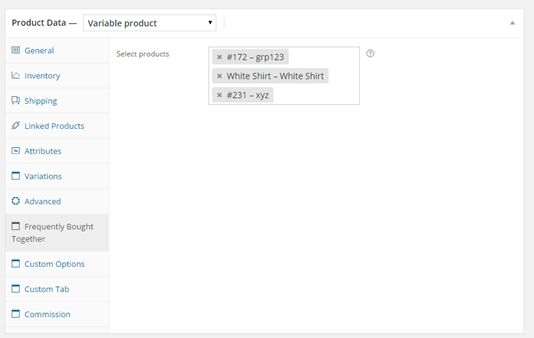 Product Data — Variable product
General
Select products
× #172 – grp123
Inventory
× White Shirt – White Shirt
Shipping
× #231 – xyz
Linked Products
Attributes
Variations
Advanced
Frequently Bought
Together
Custom Options
Custom Tab
Commission